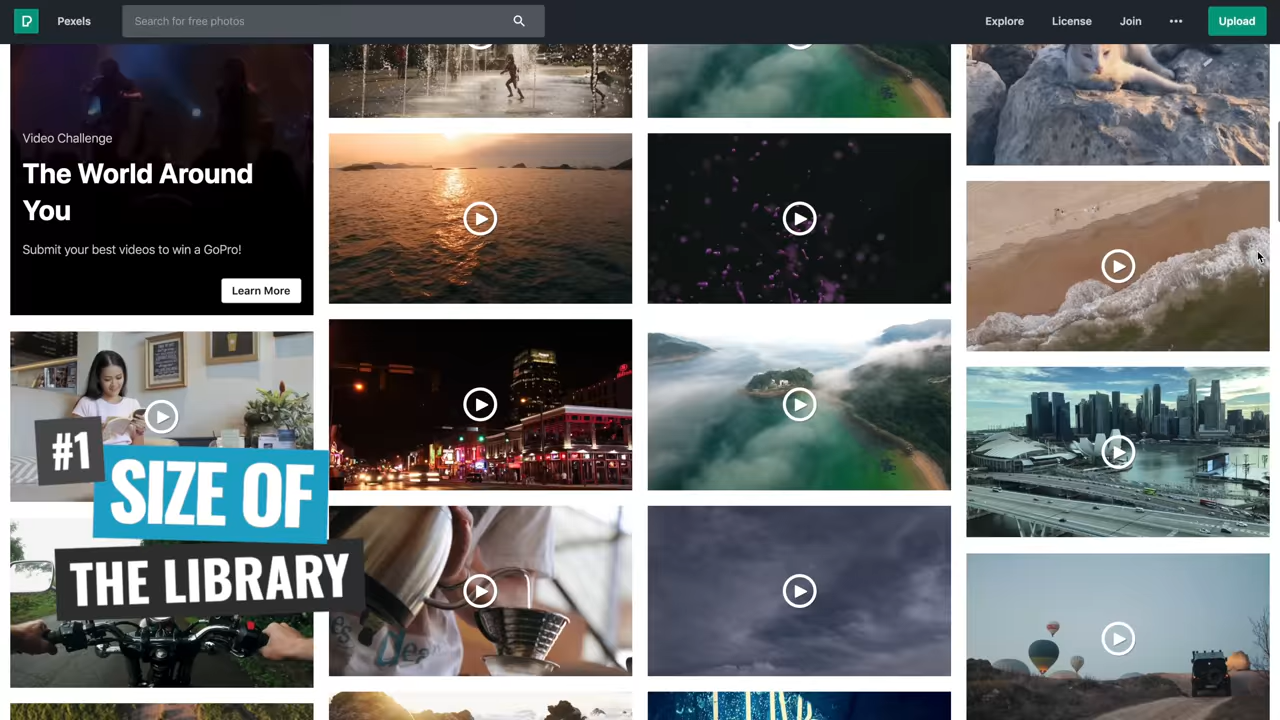 Pexels
Search for free photos
Explore
License
Join
Upload
Video Challenge
The World Around
You
Submit your best videos to win a GoPro!
Learn More
#1
SIZE OF
THE LIBRARY